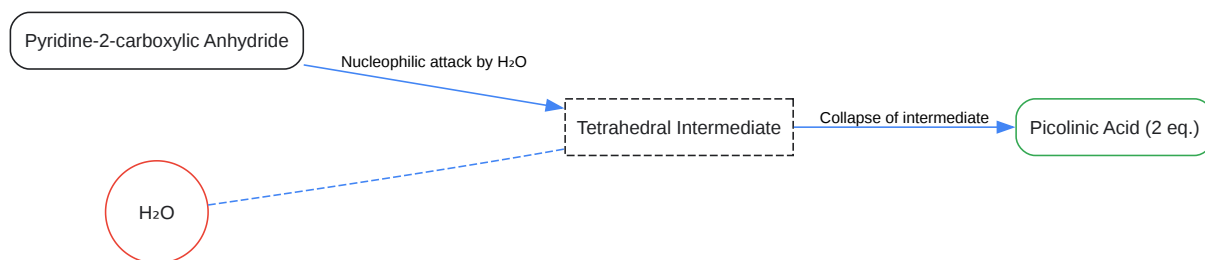 Pyridine-2-carboxylic Anhydride
Nucleophilic attack by H₂O
Tetrahedral Intermediate
Collapse of intermediate
Picolinic Acid (2 eq.)
H₂O